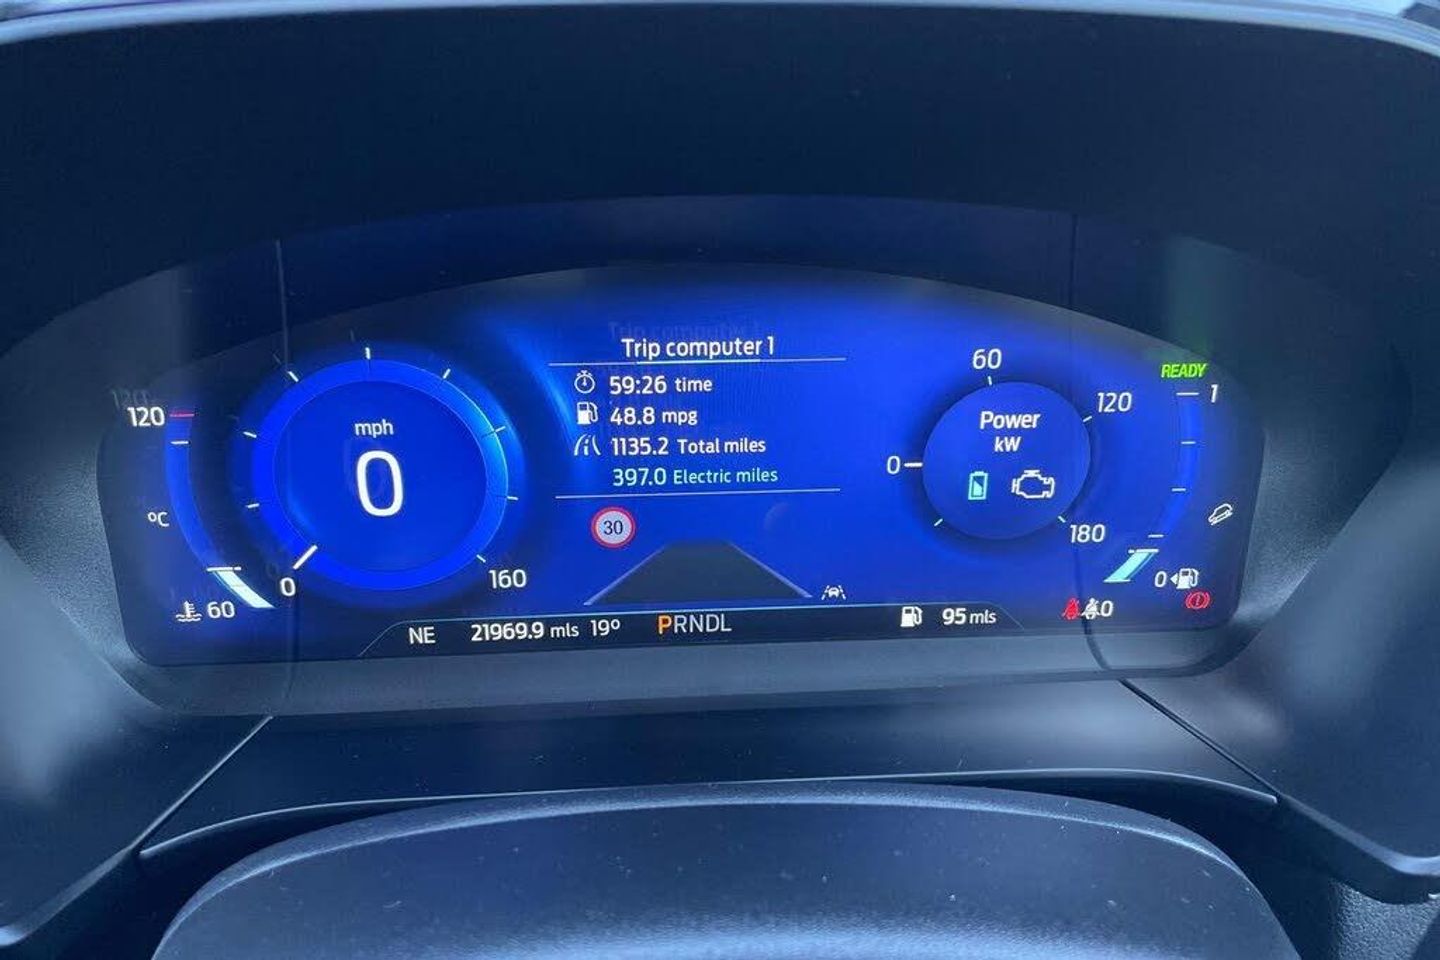 Trip computer 1
59:26 time
48.8 mpg
1135.2 Total miles
397.0 Electric miles
30
120
°C
60
mph
0
0
160
60
0
120
180
Power
kW
READY
1
0
0
NE 21969.9 mls 19° PRNDL 95 mls